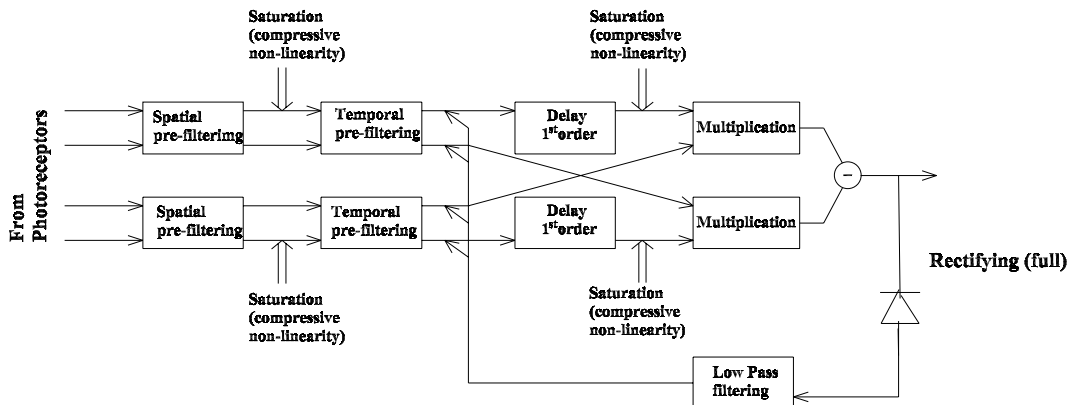 Saturation
(compressive
non-linearity)
Saturation
(compressive
non-linearity)
From
Photoreceptors
Spatial
pre-filterimg
Temporal
pre-filtering
Delay
1st order
Multiplication
−
Spatial
pre-filtering
Temporal
pre-filtering
Delay
1st order
Multiplication
Rectifying (full)
Saturation
(compressive
non-linearity)
Saturation
(compressive
non-linearity)
Low Pass
filtering